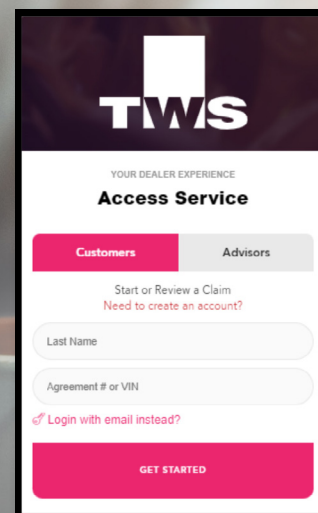 TWS
YOUR DEALER EXPERIENCE
Access Service
Customers
Advisors
Start or Review a Claim
Need to create an account?
Last Name
Agreement # or VIN
Login with email instead?
GET STARTED